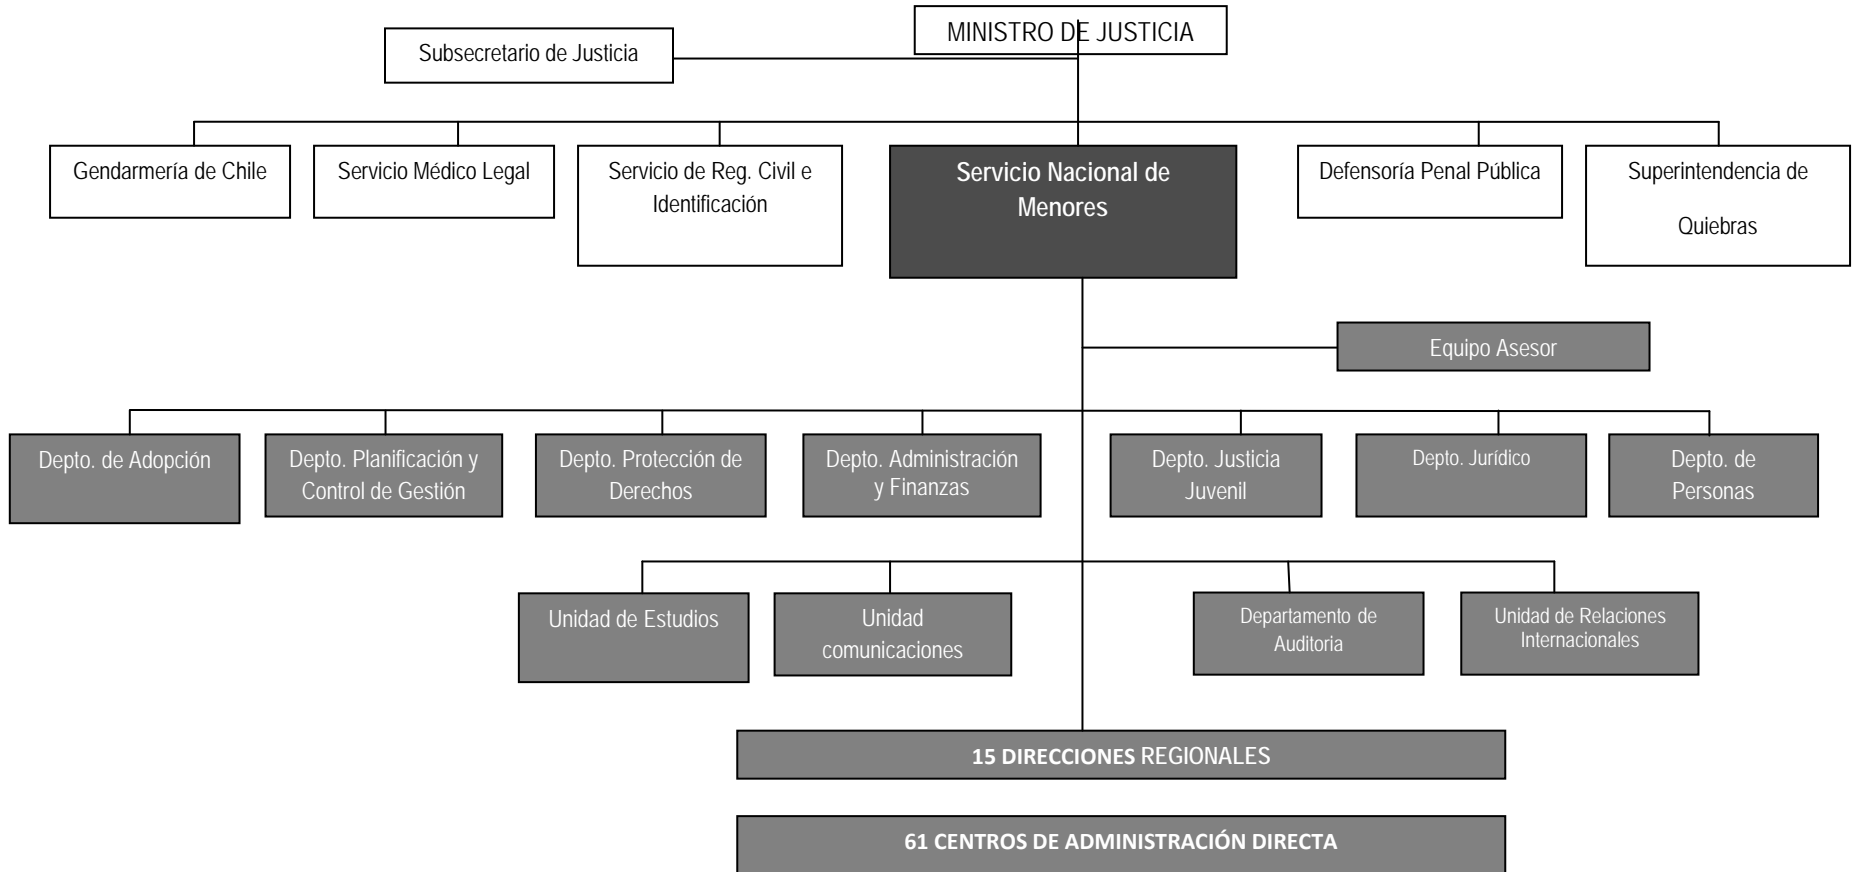 MINISTRO DE JUSTICIA
Subsecretario de Justicia
Gendarmería de Chile
Servicio Médico Legal
Servicio de Reg. Civil e
Identificación
Servicio Nacional de
Menores
Defensoría Penal Pública
Superintendencia de
Quiebras
Equipo Asesor
Depto. de Adopción
Depto. Planificación y
Control de Gestión
Depto. Protección de
Derechos
Depto. Administración
y Finanzas
Depto. Justicia
Juvenil
Depto. Jurídico
Depto. de
Personas
Unidad de Estudios
Unidad
comunicaciones
Departamento de
Auditoria
Unidad de Relaciones
Internacionales
15 DIRECCIONES REGIONALES
61 CENTROS DE ADMINISTRACIÓN DIRECTA